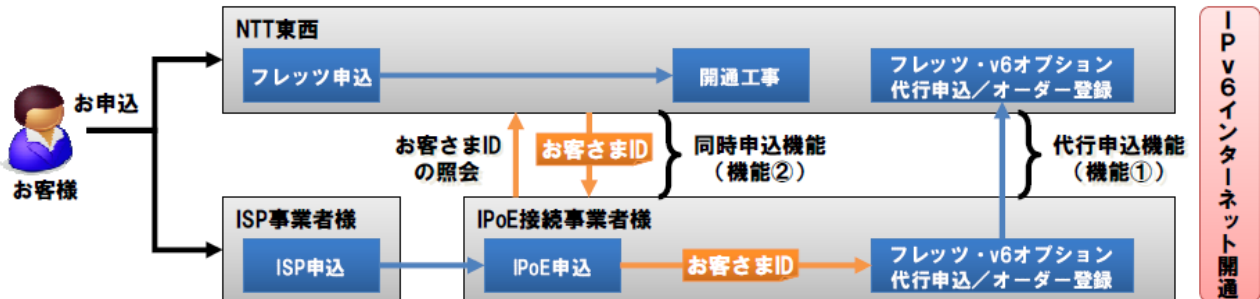 NTT東西
フレッツ申込
開通工事
フレッツ・v6オプション
代行申込／オーダー登録
お申込
お客様
お客さまID
の照会
お客さまID
同時申込機能
（機能②）
代行申込機能
（機能①）
ISP事業者様
ISP申込
IPoE接続事業者様
IPoE申込
お客さまID
フレッツ・v6オプション
代行申込／オーダー登録
IPv6インターネット開通